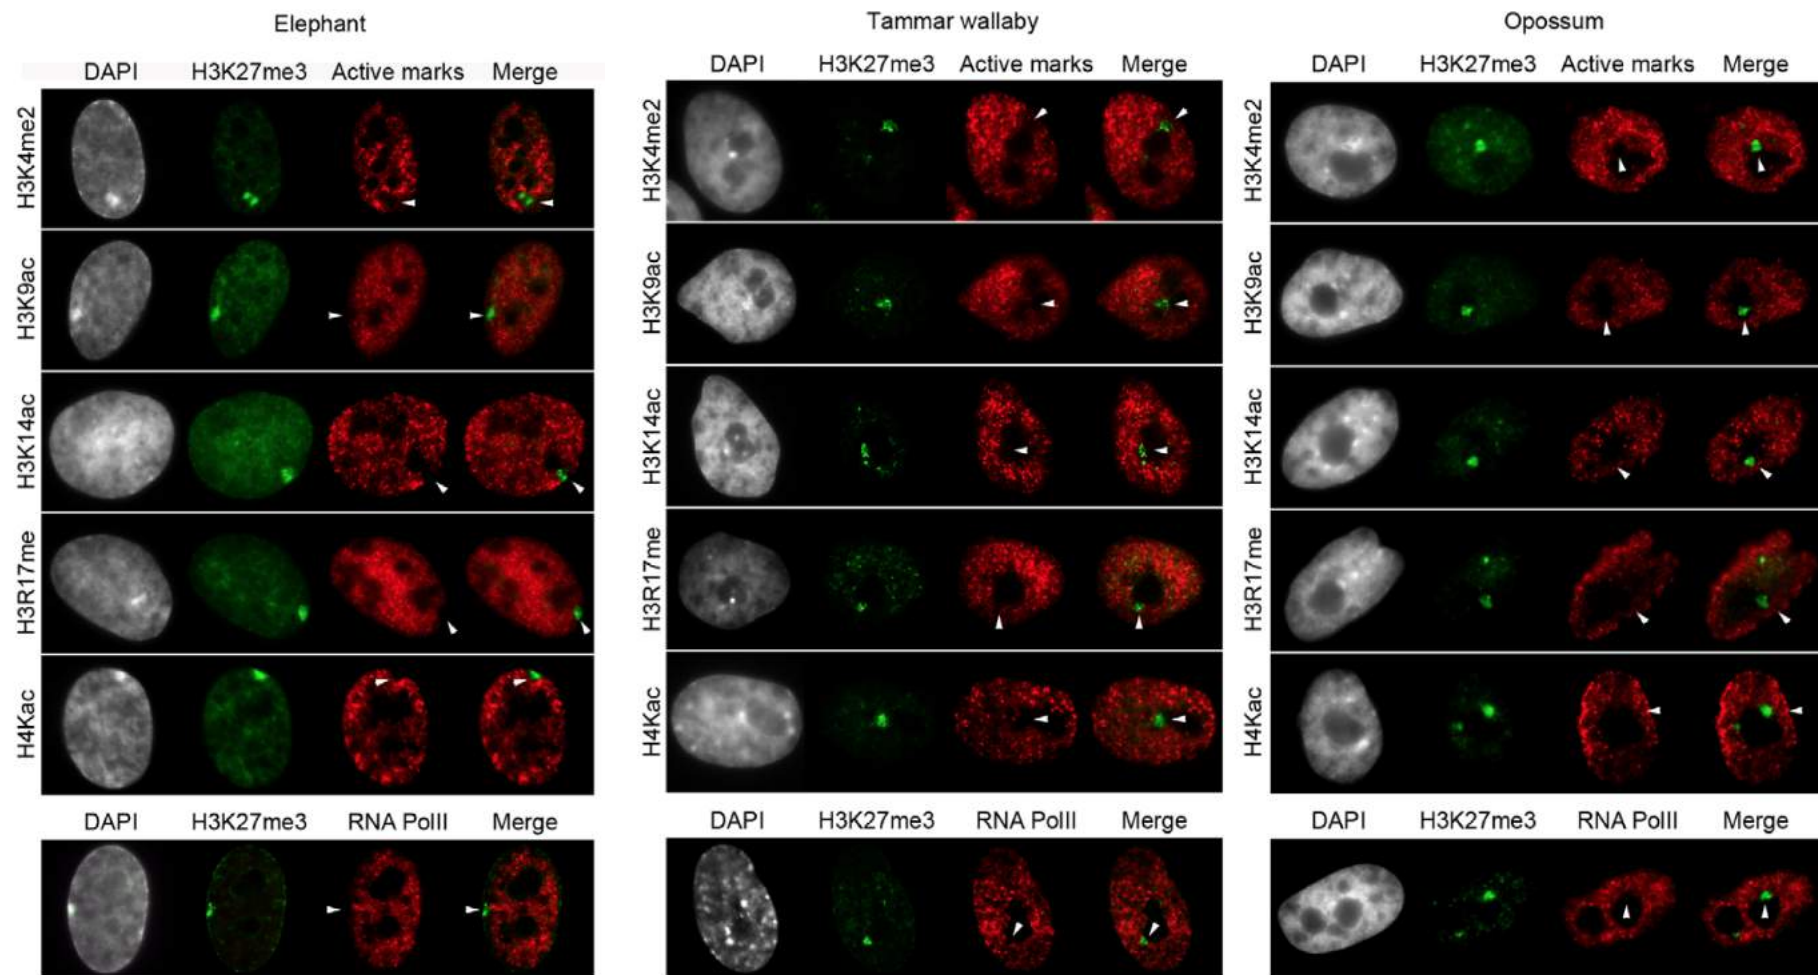 Elephant
DAPI H3K27me3 Active marks Merge
H3K4me2
H3K9ac
H3K14ac
H3R17me
H4Kac
DAPI H3K27me3 RNA PolII Merge
Tammar wallaby
DAPI H3K27me3 Active marks Merge
H3K4me2
H3K9ac
H3K14ac
H3R17me
H4Kac
DAPI H3K27me3 RNA PolII Merge
Opossum
DAPI H3K27me3 Active marks Merge
H3K4me2
H3K9ac
H3K14ac
H3R17me
H4Kac
DAPI H3K27me3 RNA PolII Merge